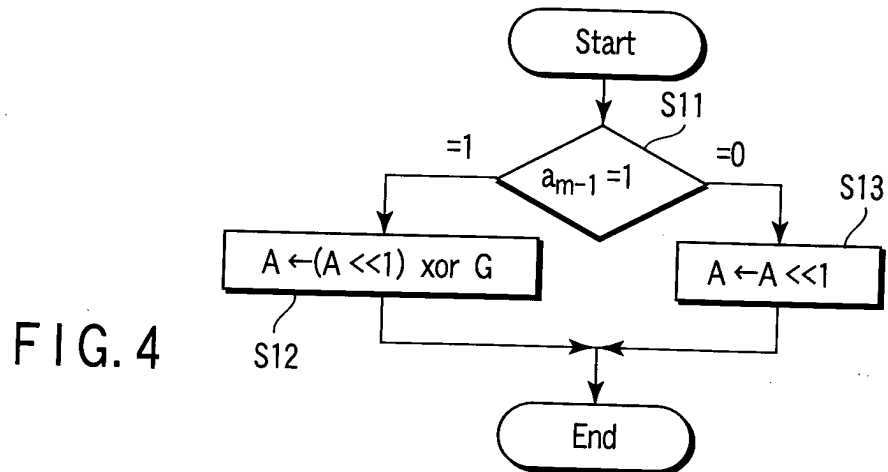 Start
S11
=1
a_{m-1} =1
=0
S13
A ←(A <<1) xor G
A ←A <<1
S12
FIG. 4
End